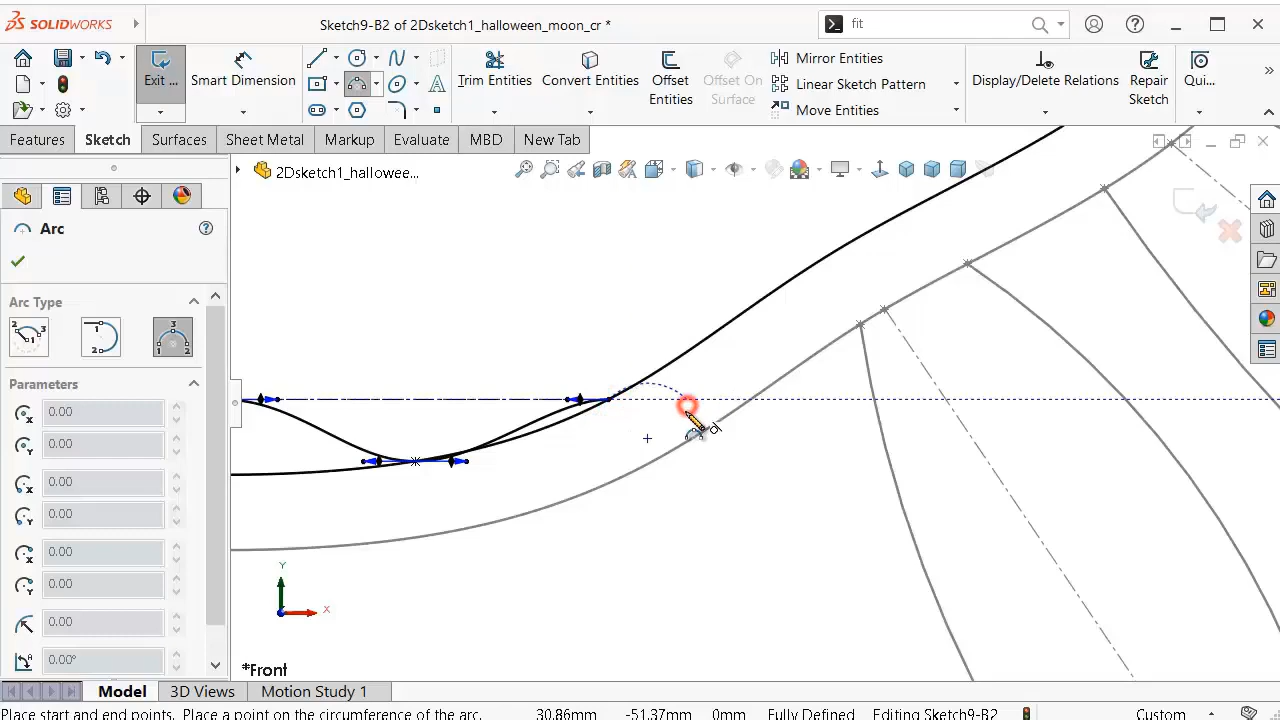 SOLIDWORKS
Sketch9-B2 of 2Dsketch1_halloween_moon_cr *
fit
Exit ...
Smart Dimension
Trim Entities
Convert Entities
Offset Entities
Offset On Surface
Mirror Entities
Linear Sketch Pattern
Move Entities
Display/Delete Relations
Repair Sketch
Qui...
Features
Sketch
Surfaces
Sheet Metal
Markup
Evaluate
MBD
New Tab
2Dsketch1_hallowee...
Arc
Arc Type
Parameters
0.00
0.00
0.00
0.00
0.00
0.00
0.00
0.00°
Y
X
*Front
Model
3D Views
Motion Study 1
Place start and end points. Place a point on the circumference of the arc.
30.86mm
-51.37mm
0mm
Fully Defined
Editing Sketch9-B2
Custom